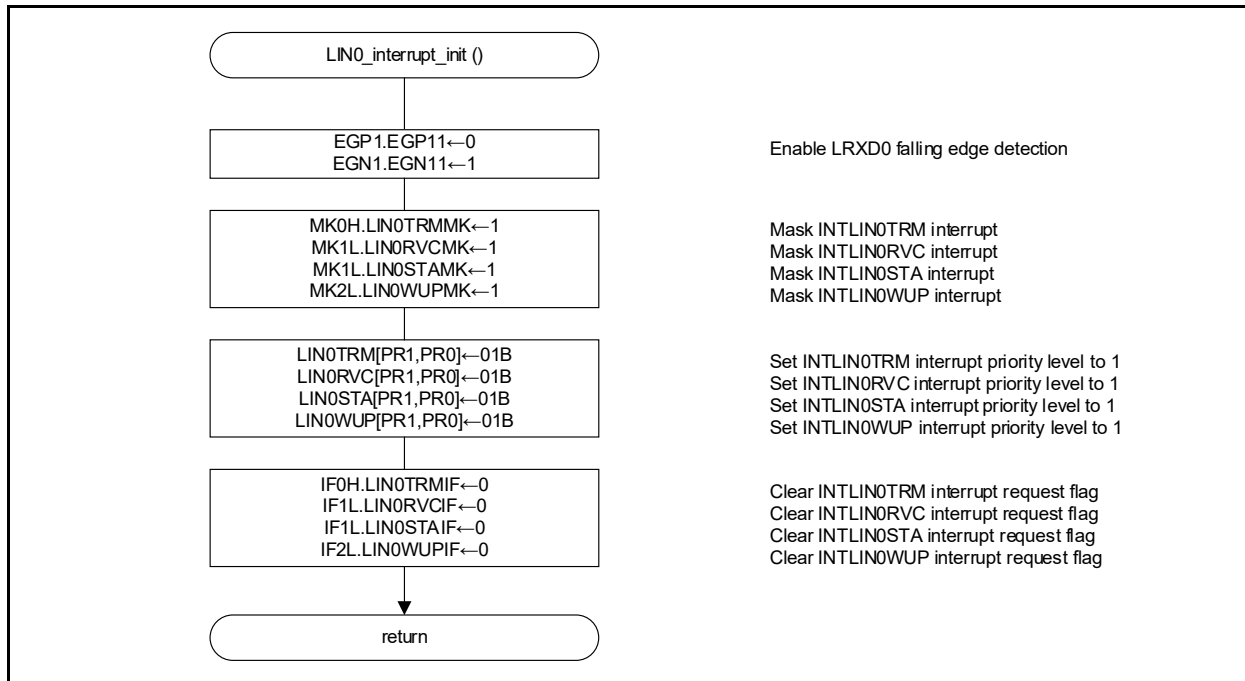 LIN0_interrupt_init ()
EGP1.EGP11←0
EGN1.EGN11←1
Enable LRXD0 falling edge detection
MK0H.LIN0TRMMK←1
MK1L.LIN0RVCMK←1
MK1L.LIN0STAMK←1
MK2L.LIN0WUPMK←1
Mask INTLIN0TRM interrupt
Mask INTLIN0RVC interrupt
Mask INTLIN0STA interrupt
Mask INTLIN0WUP interrupt
LIN0TRM[PR1,PR0]←01B
LIN0RVC[PR1,PR0]←01B
LIN0STA[PR1,PR0]←01B
LIN0WUP[PR1,PR0]←01B
Set INTLIN0TRM interrupt priority level to 1
Set INTLIN0RVC interrupt priority level to 1
Set INTLIN0STA interrupt priority level to 1
Set INTLIN0WUP interrupt priority level to 1
IF0H.LIN0TRMIF←0
IF1L.LIN0RVCIF←0
IF1L.LIN0STAIF←0
IF2L.LIN0WUPIF←0
Clear INTLIN0TRM interrupt request flag
Clear INTLIN0RVC interrupt request flag
Clear INTLIN0STA interrupt request flag
Clear INTLIN0WUP interrupt request flag
return